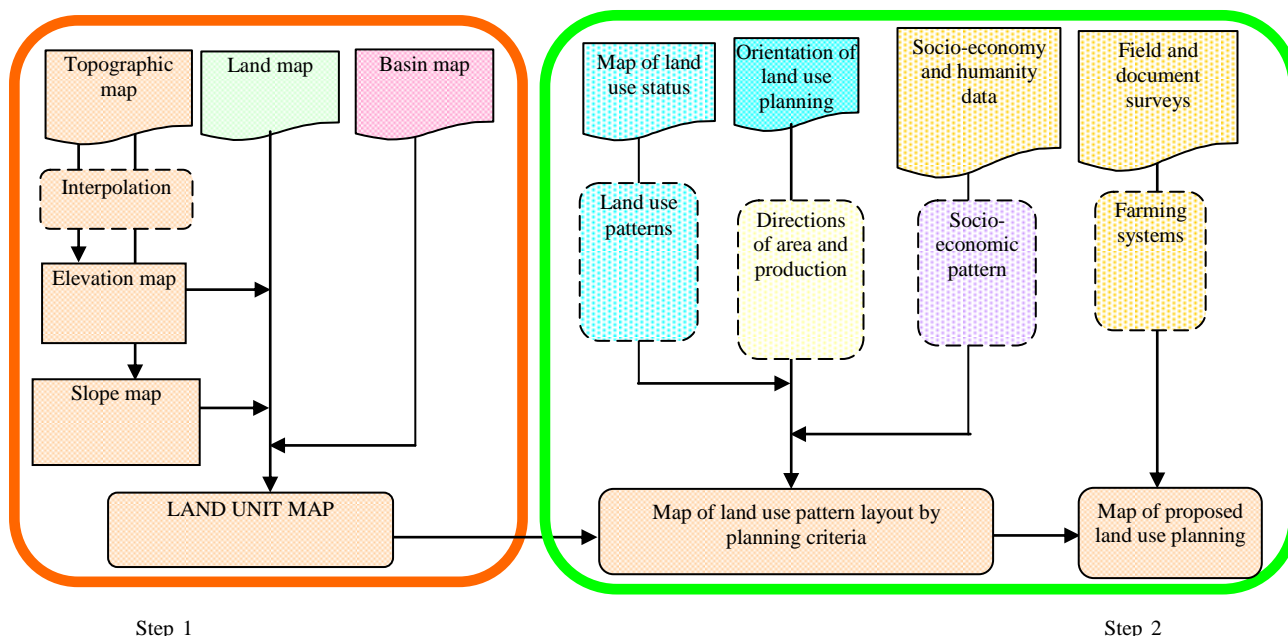 Topographic
map
Land map
Basin map
Interpolation
Elevation map
Slope map
LAND UNIT MAP
Map of land
use status
Orientation of
land use
planning
Socio-economy
and humanity
data
Field and
document
surveys
Land use
patterns
Directions
of area and
production
Socio-
economic
pattern
Farming
systems
Map of land use pattern layout by
planning criteria
Map of proposed
land use planning
Step 1
Step 2